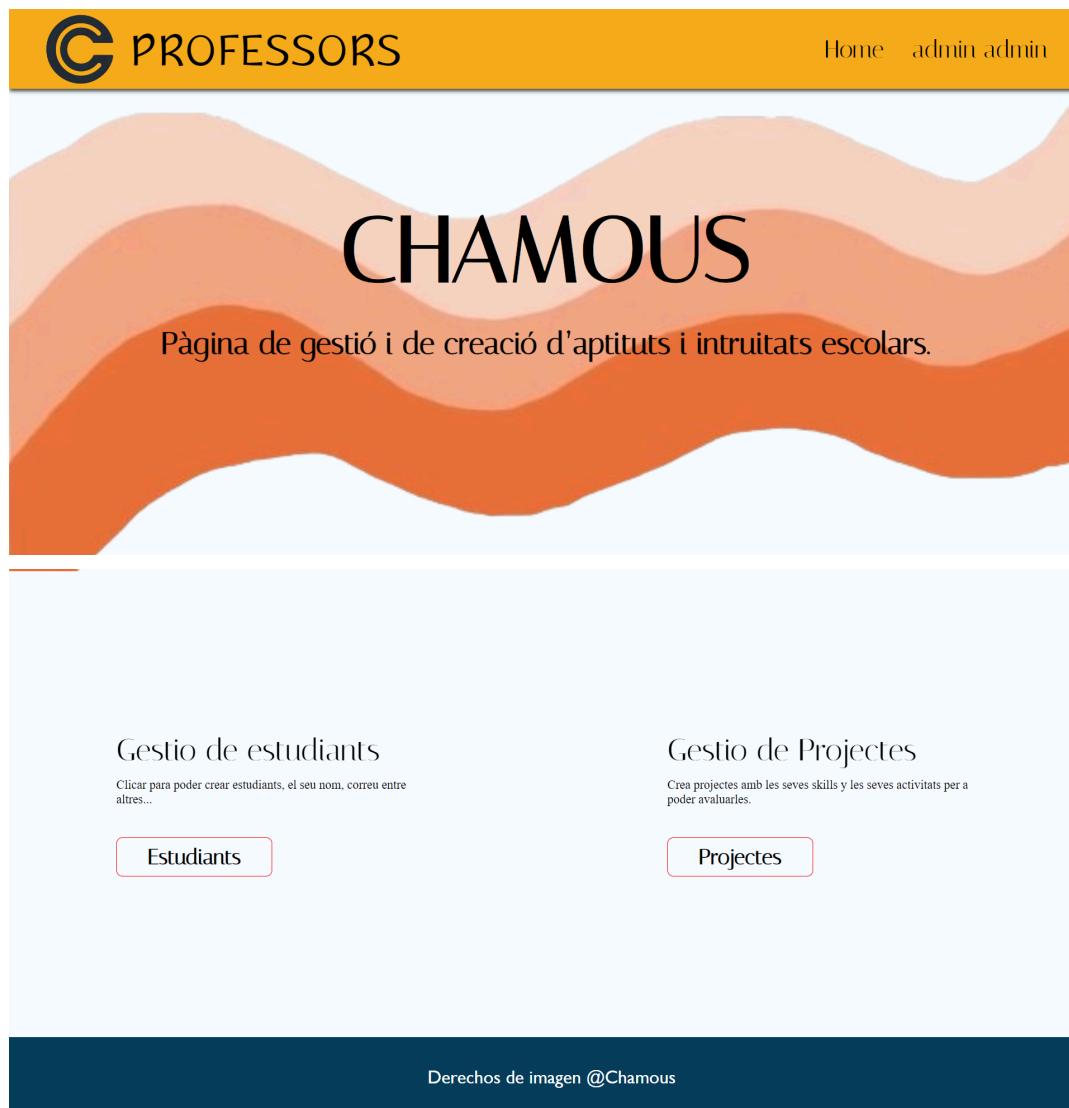 PROFESSORS
Home admin admin
CHAMOUS
Pàgina de gestió i de creació d'aptituts i intruitats escolars.
Gestio de estudiants
Clicar para poder crear estudiants, el seu nom, correu entre
altres...
Estudiants
Gestio de Projectes
Crea projectes amb les seves skills y les seves activitats per a
poder avaluarles.
Projectes
Derechos de imagen @Chamous